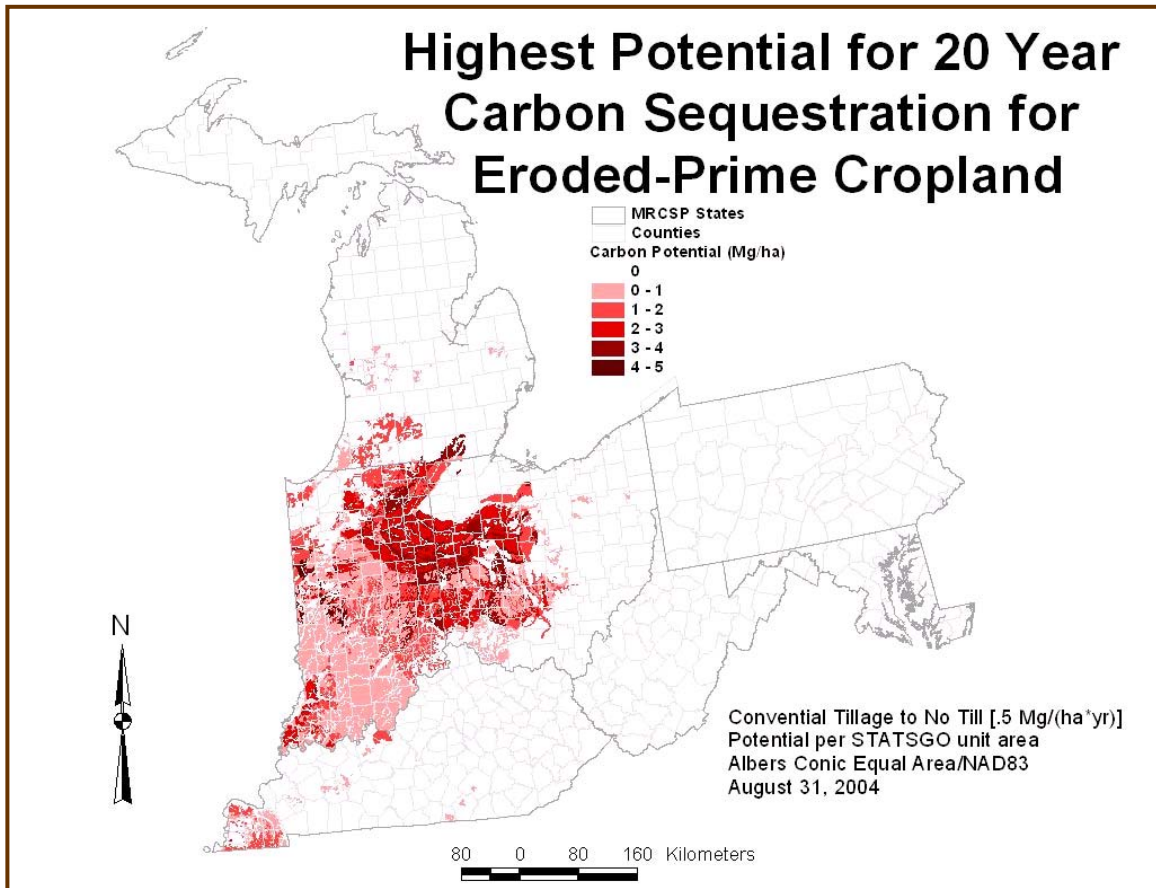 Highest Potential for 20 Year
Carbon Sequestration for
Eroded-Prime Cropland
MRCSP States
Counties
Carbon Potential (Mg/ha)
0
0 - 1
1 - 2
2 - 3
3 - 4
4 - 5
N
Convential Tillage to No Till [.5 Mg/(ha*yr)]
Potential per STATSGO unit area
Albers Conic Equal Area/NAD83
August 31, 2004
80 0 80 160 Kilometers